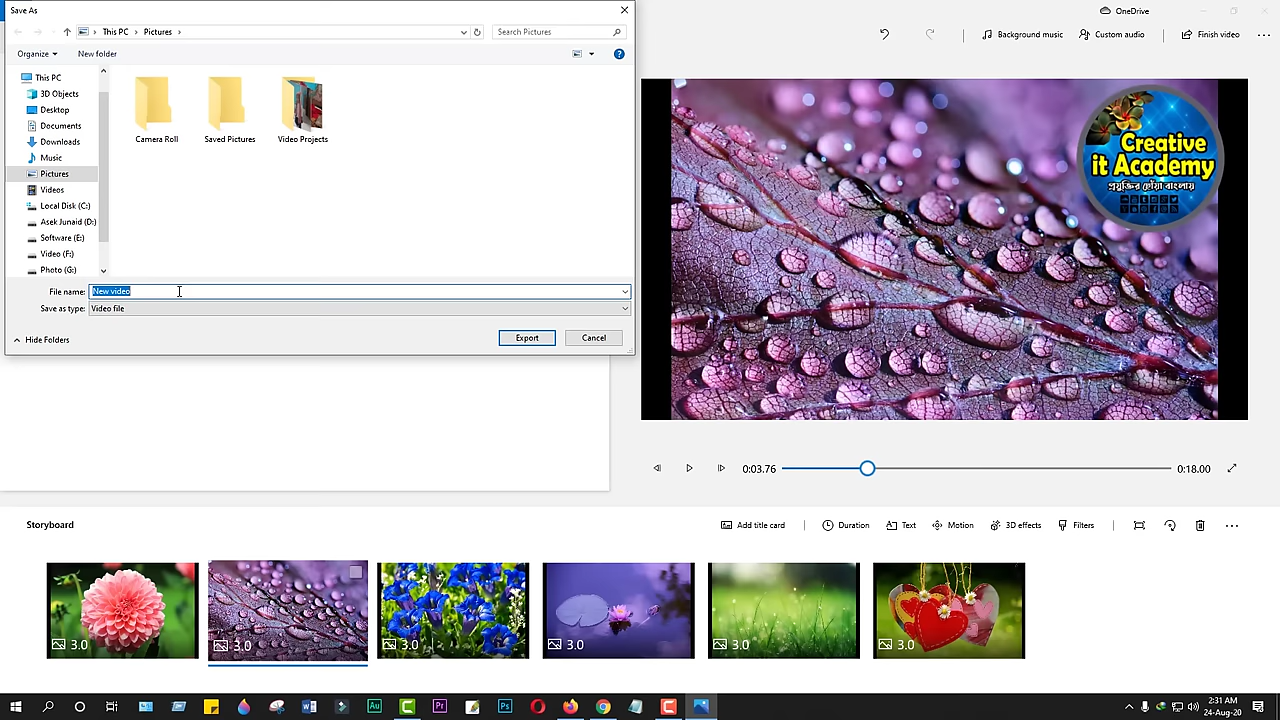 Save As
This PC
Pictures
Search Pictures
Organize
New folder
This PC
3D Objects
Desktop
Documents
Downloads
Music
Pictures
Videos
Local Disk (C:)
Asek Junaid (D:)
Software (E:)
Video (F:)
Photo (G:)
Camera Roll
Saved Pictures
Video Projects
File name: New video
Save as type: Video file
Hide Folders
Export
Cancel
OneDrive
Background music
Custom audio
Finish video
Creative
it Academy
প্রযুক্তির ছোঁয়া বাংলায়
0:03.76
0:18.00
Storyboard
Add title card
Duration
Text
Motion
3D effects
Filters
3.0
3.0
3.0
3.0
3.0
3.0
Au
W
Pr
Ps
2:31 AM
24-Aug-20